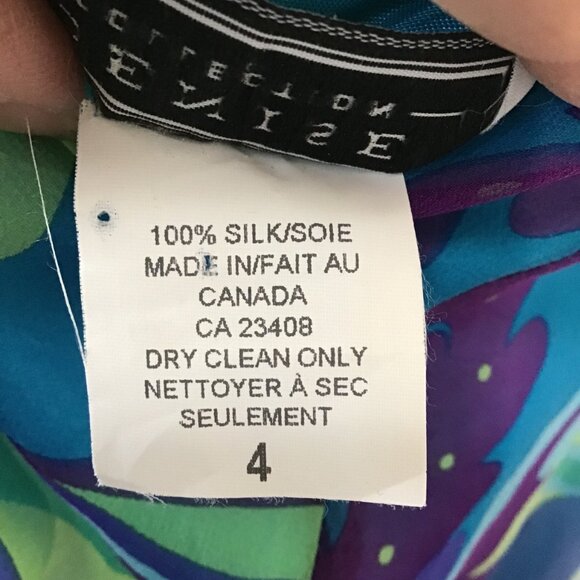 100% SILK/SOIE
MADE IN/FAIT AU
CANADA
CA 23408
DRY CLEAN ONLY
NETTOYER À SEC
SEULEMENT
4